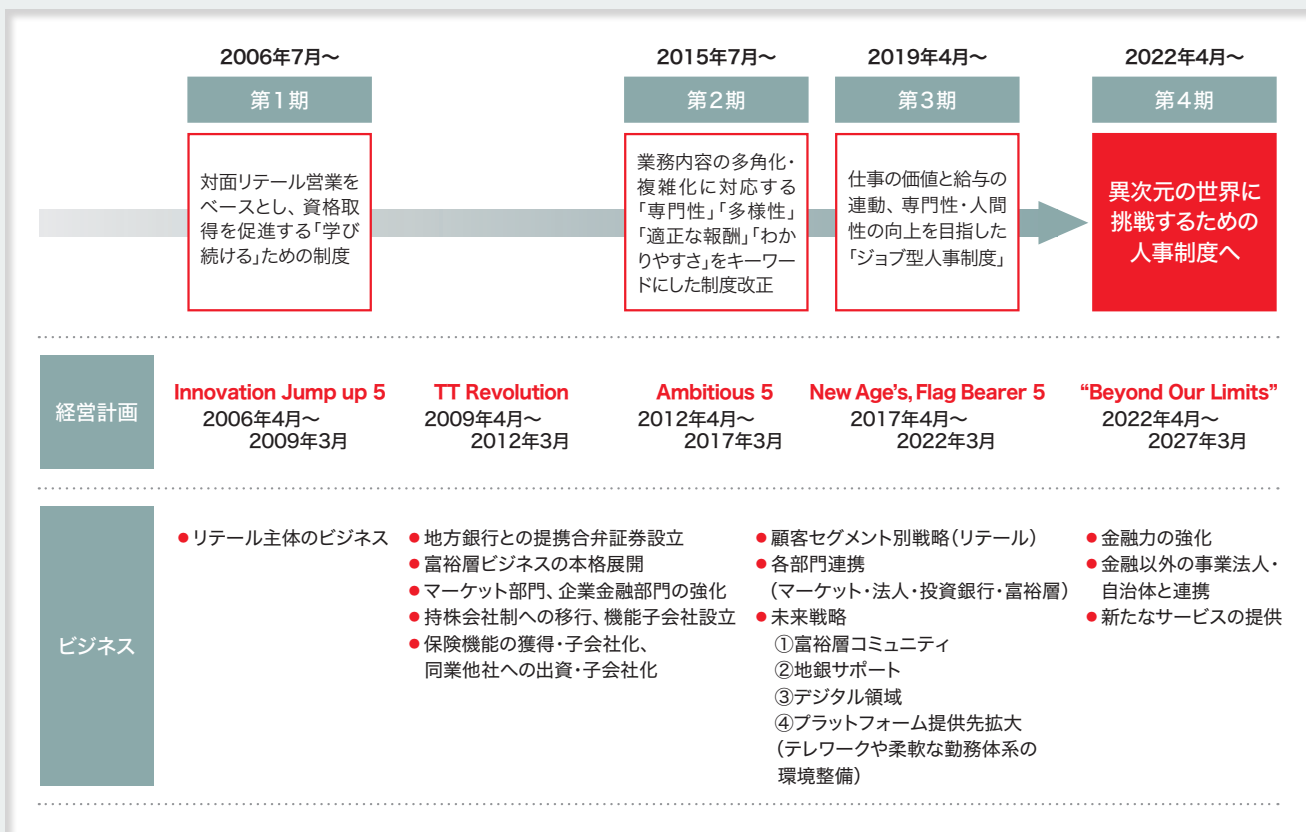 2006年7月〜
第1期
対面リテール営業を
ベースとし、資格取
得を促進する「学び
続ける」ための制度
2015年7月〜
第2期
業務内容の多角化・
複雑化に対応する
「専門性」「多様性」
「適正な報酬」「わか
りやすさ」をキーワー
ドにした制度改正
2019年4月〜
第3期
仕事の価値と給与の
連動、専門性・人間
性の向上を目指した
「ジョブ型人事制度」
2022年4月〜
第4期
異次元の世界に
挑戦するための
人事制度へ
経営計画
Innovation Jump up 5
2006年4月〜
2009年3月
TT Revolution
2009年4月〜
2012年3月
Ambitious 5
2012年4月〜
2017年3月
New Age's, Flag Bearer 5
2017年4月〜
2022年3月
“Beyond Our Limits”
2022年4月〜
2027年3月
ビジネス
●リテール主体のビジネス
●地方銀行との提携合弁証券設立
●富裕層ビジネスの本格展開
●マーケット部門、企業金融部門の強化
●持株会社制への移行、機能子会社設立
●保険機能の獲得・子会社化、
同業他社への出資・子会社化
●顧客セグメント別戦略(リテール)
●各部門連携
(マーケット・法人・投資銀行・富裕層)
●未来戦略
①富裕層コミュニティ
②地銀サポート
③デジタル領域
④プラットフォーム提供先拡大
(テレワークや柔軟な勤務体系の
環境整備)
●金融力の強化
●金融以外の事業法人・
自治体と連携
●新たなサービスの提供